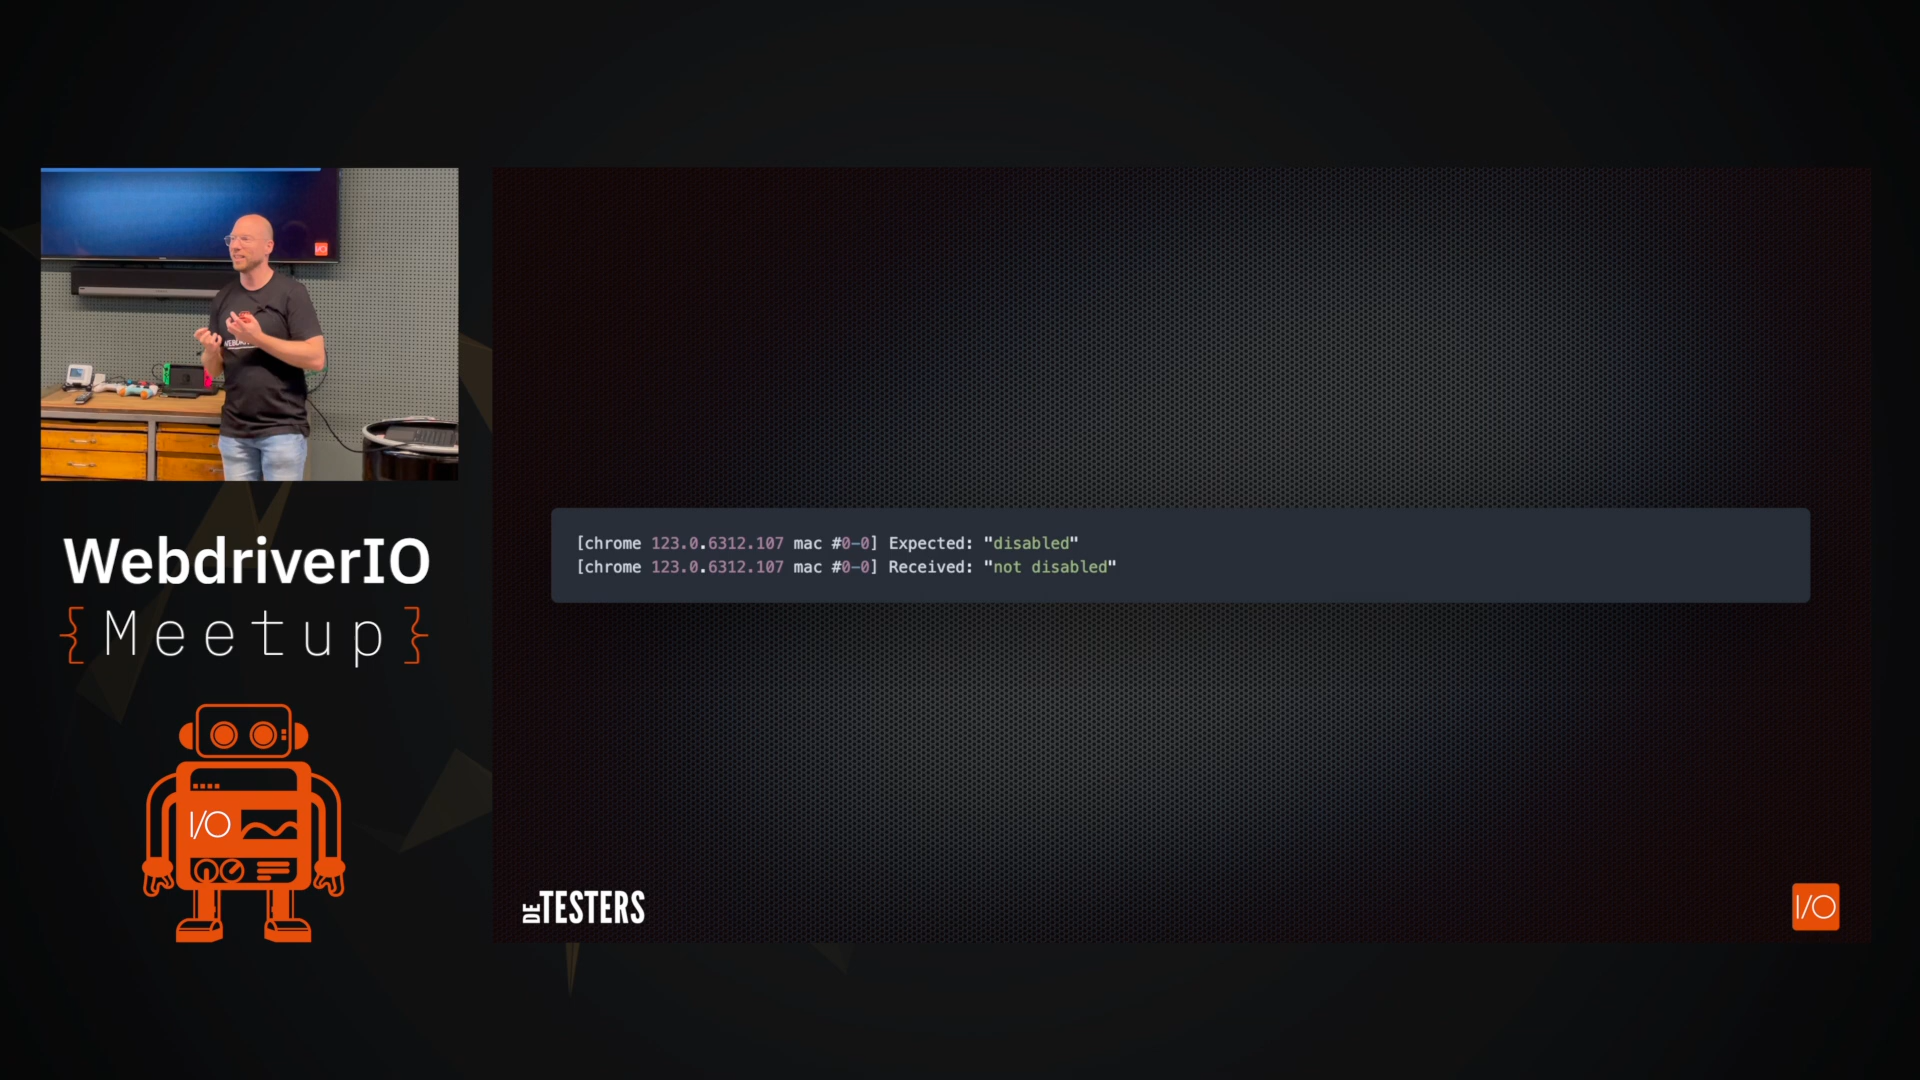 WebdriverIO
{Meetup}
I/O
[chrome 123.0.6312.107 mac #0-0] Expected: "disabled"
[chrome 123.0.6312.107 mac #0-0] Received: "not disabled"
DE TESTERS
I/O
I/O